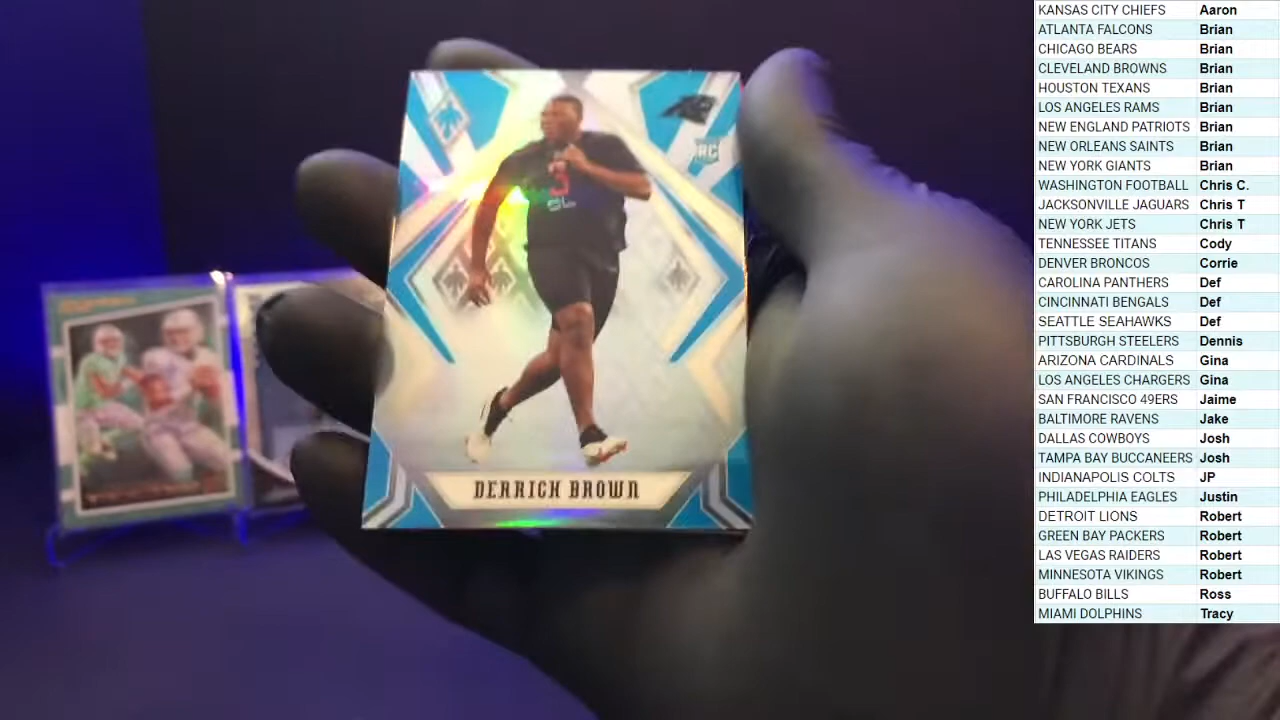 KANSAS CITY CHIEFS Aaron
ATLANTA FALCONS Brian
CHICAGO BEARS Brian
CLEVELAND BROWNS Brian
HOUSTON TEXANS Brian
LOS ANGELES RAMS Brian
NEW ENGLAND PATRIOTS Brian
NEW ORLEANS SAINTS Brian
NEW YORK GIANTS Brian
WASHINGTON FOOTBALL Chris C.
JACKSONVILLE JAGUARS Chris T
NEW YORK JETS Chris T
TENNESSEE TITANS Cody
DENVER BRONCOS Corrie
CAROLINA PANTHERS Def
CINCINNATI BENGALS Def
SEATTLE SEAHAWKS Def
PITTSBURGH STEELERS Dennis
ARIZONA CARDINALS Gina
LOS ANGELES CHARGERS Gina
SAN FRANCISCO 49ERS Jaime
BALTIMORE RAVENS Jake
DALLAS COWBOYS Josh
TAMPA BAY BUCCANEERS Josh
INDIANAPOLIS COLTS JP
PHILADELPHIA EAGLES Justin
DETROIT LIONS Robert
GREEN BAY PACKERS Robert
LAS VEGAS RAIDERS Robert
MINNESOTA VIKINGS Robert
BUFFALO BILLS Ross
MIAMI DOLPHINS Tracy
RC
3
DL
DERRICK BROWN